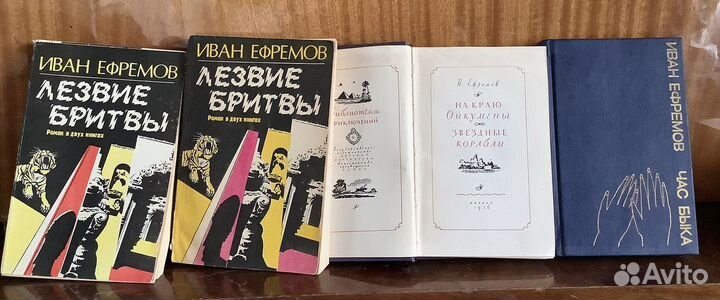 ИВАН ЕФРЕМОВ
ЛЕЗВИЕ
БРИТВЫ
Роман в двух книгах
ИВАН ЕФРЕМОВ
ЛЕЗВИЕ
БРИТВЫ
Роман в двух книгах
Библиотека
приключений
И. Ефремов
НА КРАЮ
Ойкумены
ЗВЕЗДНЫЕ
КОРАБЛИ
1956
ИВАН ЕФРЕМОВ
ЧАС БЫКА
Avito